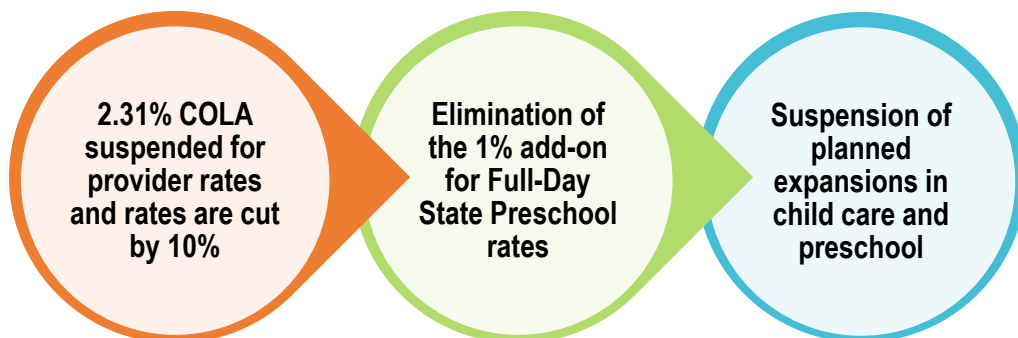 2.31% COLA
suspended for
provider rates
and rates are cut
by 10%
Elimination of
the 1% add-on
for Full-Day
State Preschool
rates
Suspension of
planned
expansions in
child care and
preschool